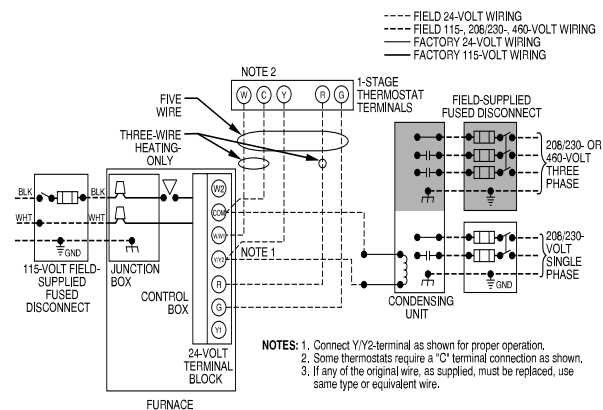 FIELD 24-VOLT WIRING
FIELD 115-, 208/230-, 460-VOLT WIRING
FACTORY 24-VOLT WIRING
FACTORY 115-VOLT WIRING
NOTE 2
W
C
Y
R
G
1-STAGE
THERMOSTAT
TERMINALS
FIVE
WIRE
THREE-WIRE
HEATING-
ONLY
FIELD-SUPPLIED
FUSED DISCONNECT
208/230- OR
460-VOLT
THREE
PHASE
208/230-
VOLT
SINGLE
PHASE
GND
CONDENSING
UNIT
BLK
BLK
WHT
WHT
GND
115-VOLT FIELD-
SUPPLIED
FUSED
DISCONNECT
JUNCTION
BOX
CONTROL
BOX
W2
COM
W/W1
Y/Y2
R
G
Y1
NOTE 1
24-VOLT
TERMINAL
BLOCK
FURNACE
NOTES: 1. Connect Y/Y2-terminal as shown for proper operation.
2. Some thermostats require a "C" terminal connection as shown.
3. If any of the original wire, as supplied, must be replaced, use
same type or equivalent wire.